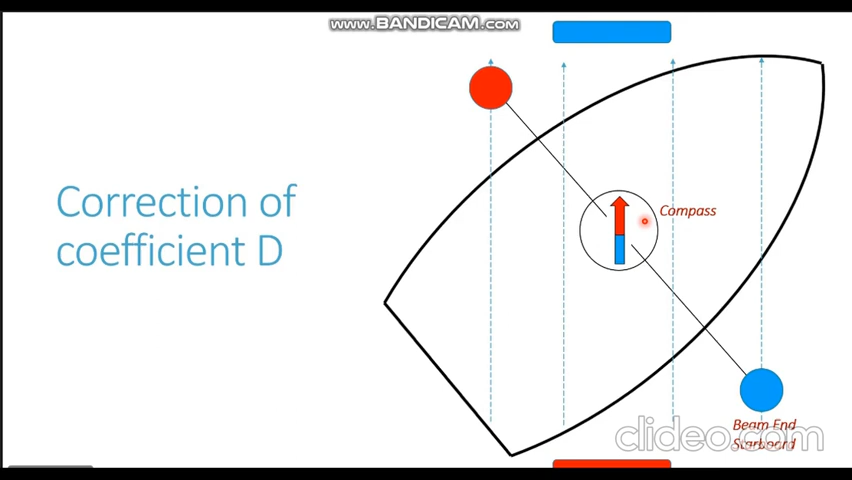 www.BANDICAM.com
Correction of
coefficient D
Compass
Beam End
Starboard
clideo.com